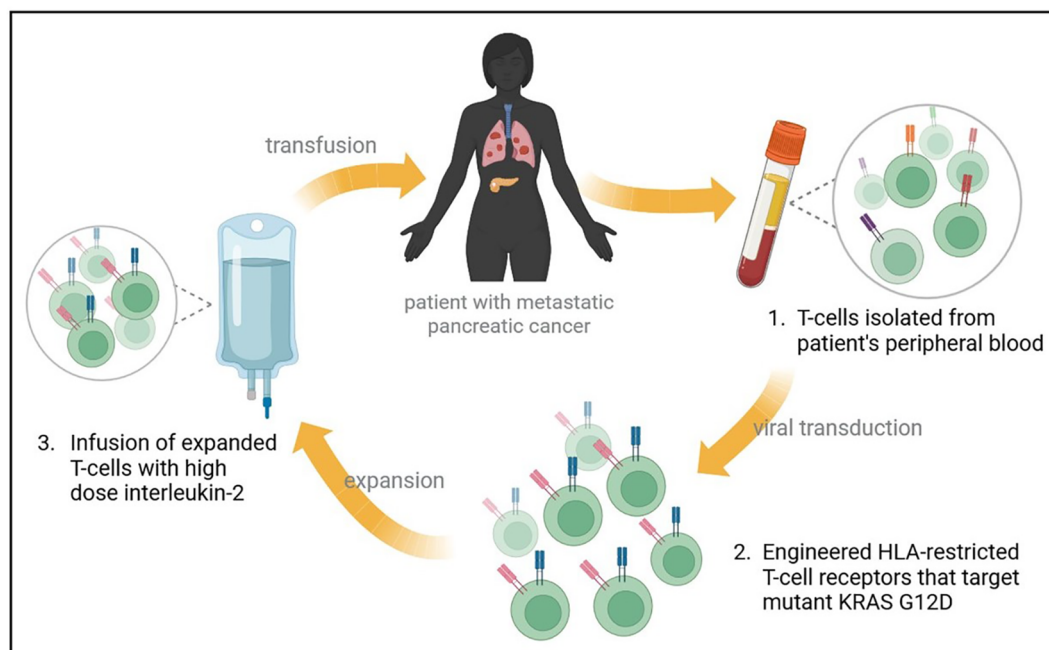 transfusion
patient with metastatic
pancreatic cancer
1. T-cells isolated from
patient's peripheral blood
viral transduction
2. Engineered HLA-restricted
T-cell receptors that target
mutant KRAS G12D
expansion
3. Infusion of expanded
T-cells with high
dose interleukin-2